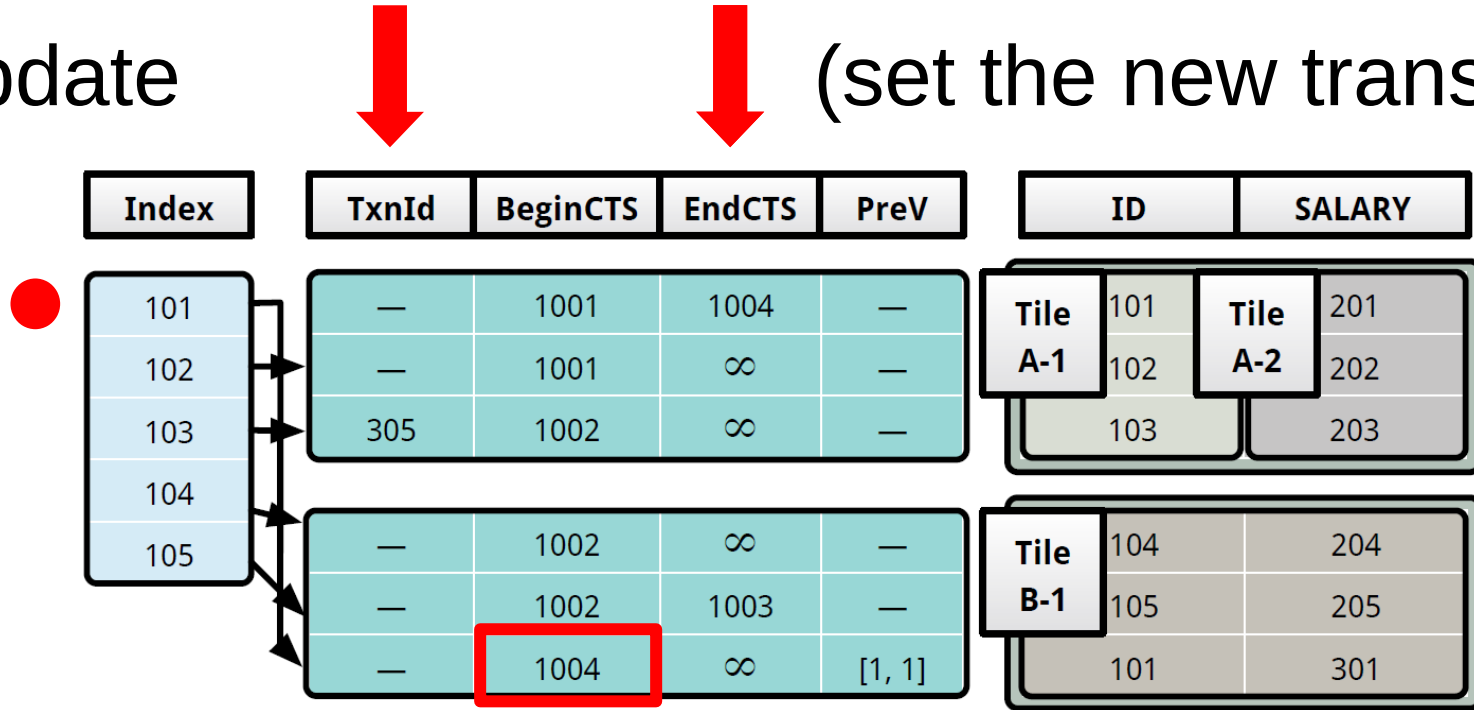 pdate (set the new trans
Index TxnId BeginCTS EndCTS PreV ID SALARY
101 — 1001 1004 — Tile A-1 101 Tile A-2 201
102 — 1001 ∞ — 102 202
103 305 1002 ∞ — 103 203
104 — 1002 ∞ — Tile B-1 104 204
105 — 1002 1003 — 105 205
— 1004 ∞ [1, 1] 101 301